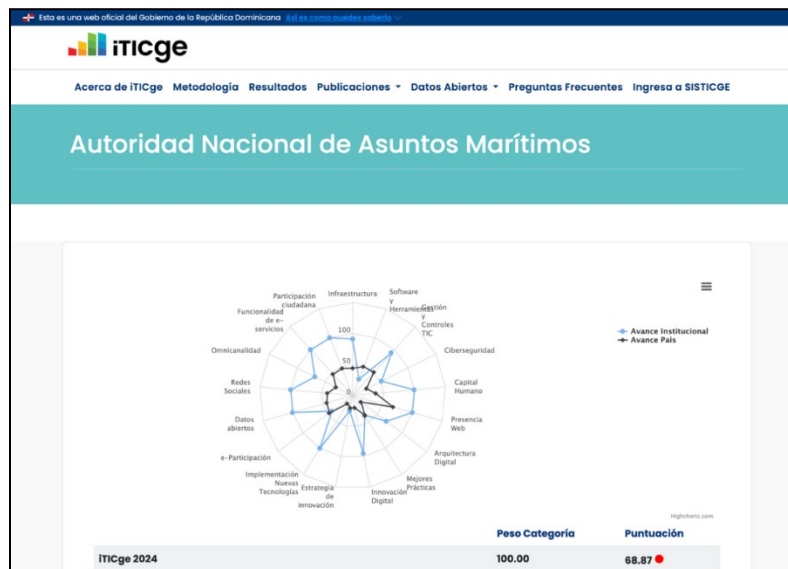 Esta es una web oficial del Gobierno de la República Dominicana Así es como puedes saberlo
iTICge
Acerca de iTICge Metodología Resultados Publicaciones Datos Abiertos Preguntas Frecuentes Ingresa a SISTICGE
Autoridad Nacional de Asuntos Marítimos
Infraestructura
Software
y
Herramientas
Gestión
y
Controles
TIC
Ciberseguridad
Capital
Humano
Presencia
Web
Arquitectura
Digital
Mejores
Prácticas
Innovación
Digital
Estrategia
de
innovación
Implementación
Nuevas
Tecnologías
e-Participación
Datos
abiertos
Redes
Sociales
Omnicanalidad
Funcionalidad
de e-
servicios
Participación
ciudadana
100
50
0
Avance Institucional
Avance País
Highcharts.com
Peso Categoría Puntuación
iTICge 2024 100.00 68.87